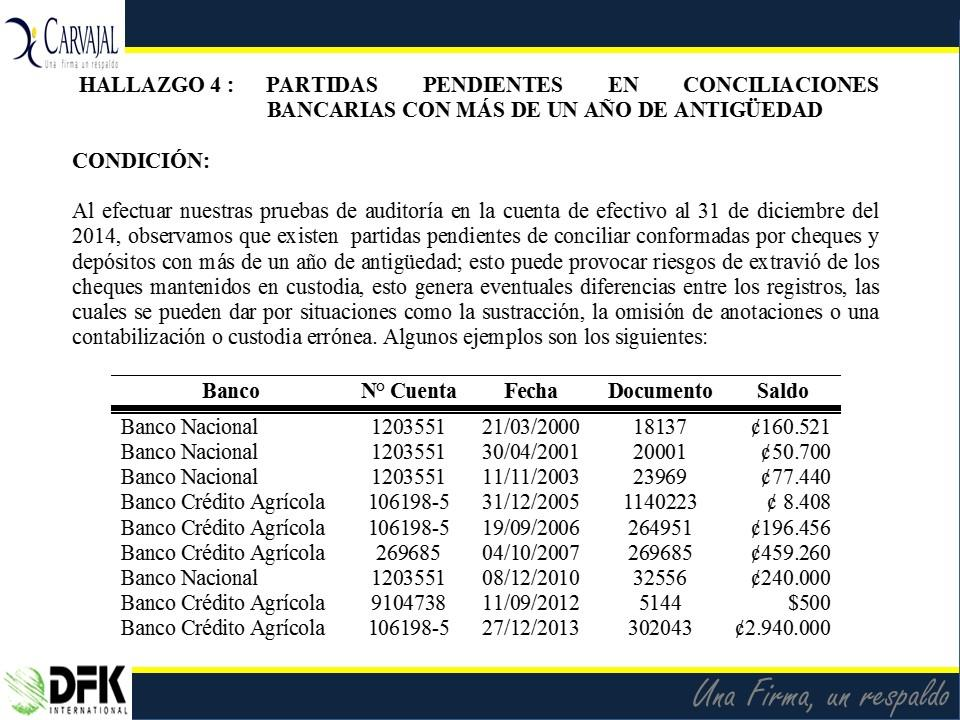 CARVAJAL
Una firma un respaldo
HALLAZGO 4 : PARTIDAS PENDIENTES EN CONCILIACIONES
BANCARIAS CON MÁS DE UN AÑO DE ANTIGÜEDAD
CONDICIÓN:
Al efectuar nuestras pruebas de auditoría en la cuenta de efectivo al 31 de diciembre del
2014, observamos que existen partidas pendientes de conciliar conformadas por cheques y
depósitos con más de un año de antigüedad; esto puede provocar riesgos de extravió de los
cheques mantenidos en custodia, esto genera eventuales diferencias entre los registros, las
cuales se pueden dar por situaciones como la sustracción, la omisión de anotaciones o una
contabilización o custodia errónea. Algunos ejemplos son los siguientes:
Banco N° Cuenta Fecha Documento Saldo
Banco Nacional 1203551 21/03/2000 18137 ¢160.521
Banco Nacional 1203551 30/04/2001 20001 ¢50.700
Banco Nacional 1203551 11/11/2003 23969 ¢77.440
Banco Crédito Agrícola 106198-5 31/12/2005 1140223 ¢ 8.408
Banco Crédito Agrícola 106198-5 19/09/2006 264951 ¢196.456
Banco Crédito Agrícola 269685 04/10/2007 269685 ¢459.260
Banco Nacional 1203551 08/12/2010 32556 ¢240.000
Banco Crédito Agrícola 9104738 11/09/2012 5144 $500
Banco Crédito Agrícola 106198-5 27/12/2013 302043 ¢2.940.000
DFK
INTERNATIONAL
Una Firma, un respaldo